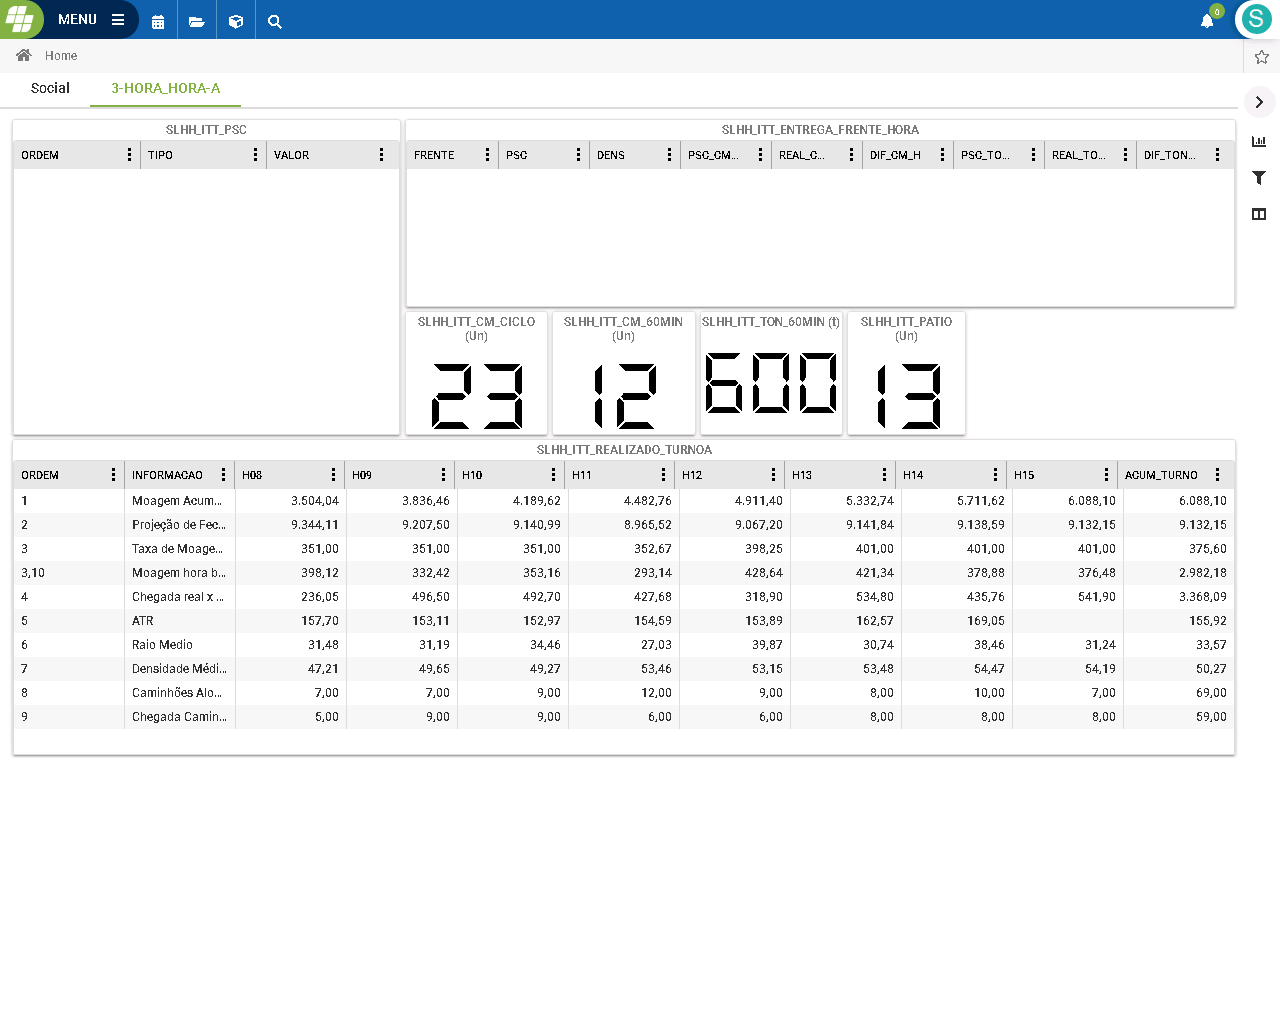 MENU
0
S
Home
Social
3-HORA_HORA-A
SLHH_ITT_PSC
ORDEM TIPO VALOR
SLHH_ITT_ENTREGA_FRENTE_HORA
FRENTE PSC DENS PSC_CM... REAL_C... DIF_CM_H PSC_TO... REAL_TO... DIF_TON...
SLHH_ITT_CM_CICLO
(Un)
23
SLHH_ITT_CM_60MIN
(Un)
12
SLHH_ITT_TON_60MIN (t)
600
SLHH_ITT_PATIO
(Un)
13
SLHH_ITT_REALIZADO_TURNOA
ORDEM INFORMACAO H08 H09 H10 H11 H12 H13 H14 H15 ACUM_TURNO
1 Moagem Acum... 3.504,04 3.836,46 4.189,62 4.482,76 4.911,40 5.332,74 5.711,62 6.088,10 6.088,10
2 Projeção de Fec... 9.344,11 9.207,50 9.140,99 8.965,52 9.067,20 9.141,84 9.138,59 9.132,15 9.132,15
3 Taxa de Moage... 351,00 351,00 351,00 352,67 398,25 401,00 401,00 401,00 375,60
3,10 Moagem hora b... 398,12 332,42 353,16 293,14 428,64 421,34 378,88 376,48 2.982,18
4 Chegada real x ... 236,05 496,50 492,70 427,68 318,90 534,80 435,76 541,90 3.368,09
5 ATR 157,70 153,11 152,97 154,59 153,89 162,57 169,05 155,92
6 Raio Medio 31,48 31,19 34,46 27,03 39,87 30,74 38,46 31,24 33,57
7 Densidade Médi... 47,21 49,65 49,27 53,46 53,15 53,48 54,47 54,19 50,27
8 Caminhões Alo... 7,00 7,00 9,00 12,00 9,00 8,00 10,00 7,00 69,00
9 Chegada Camin... 5,00 9,00 9,00 6,00 6,00 8,00 8,00 8,00 59,00